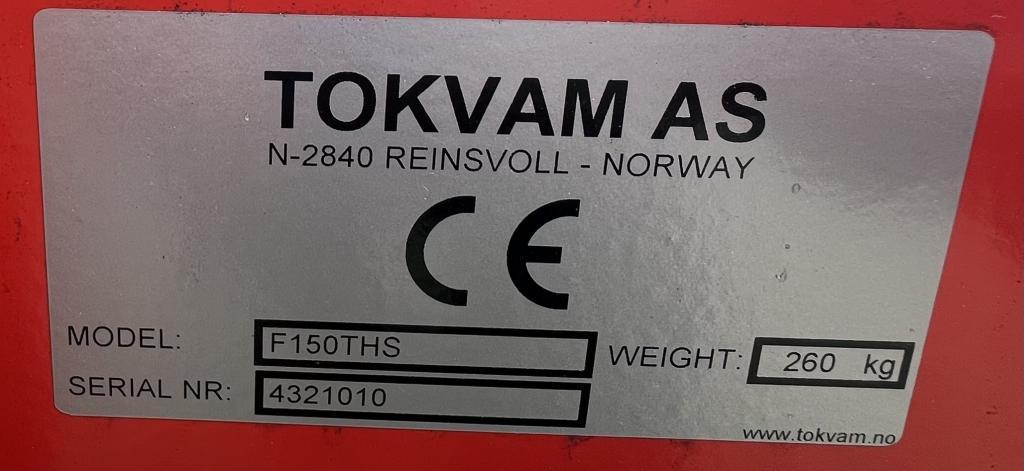 TOKVAM AS
N-2840 REINSVOLL - NORWAY
CE
MODEL: F150THS WEIGHT: 260 kg
SERIAL NR: 4321010
www.tokvam.no